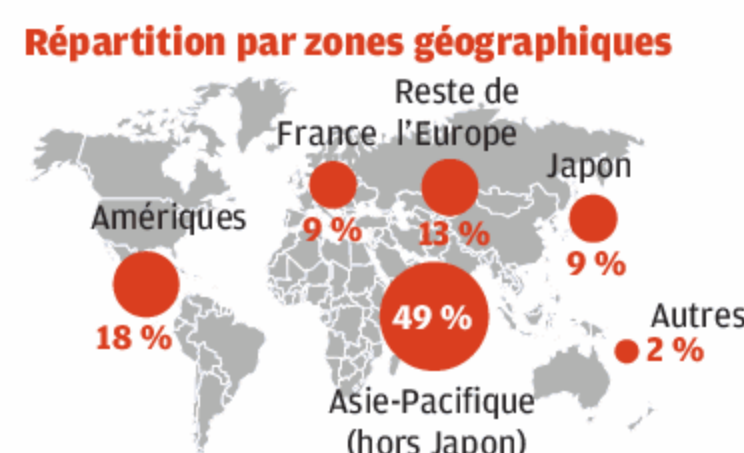 Répartition par zones géographiques
Reste de
l'Europe
France
Japon
Amériques
9 %
13 %
9 %
18 %
49 %
Autres
2 %
Asie-Pacifique
(hors Japon)